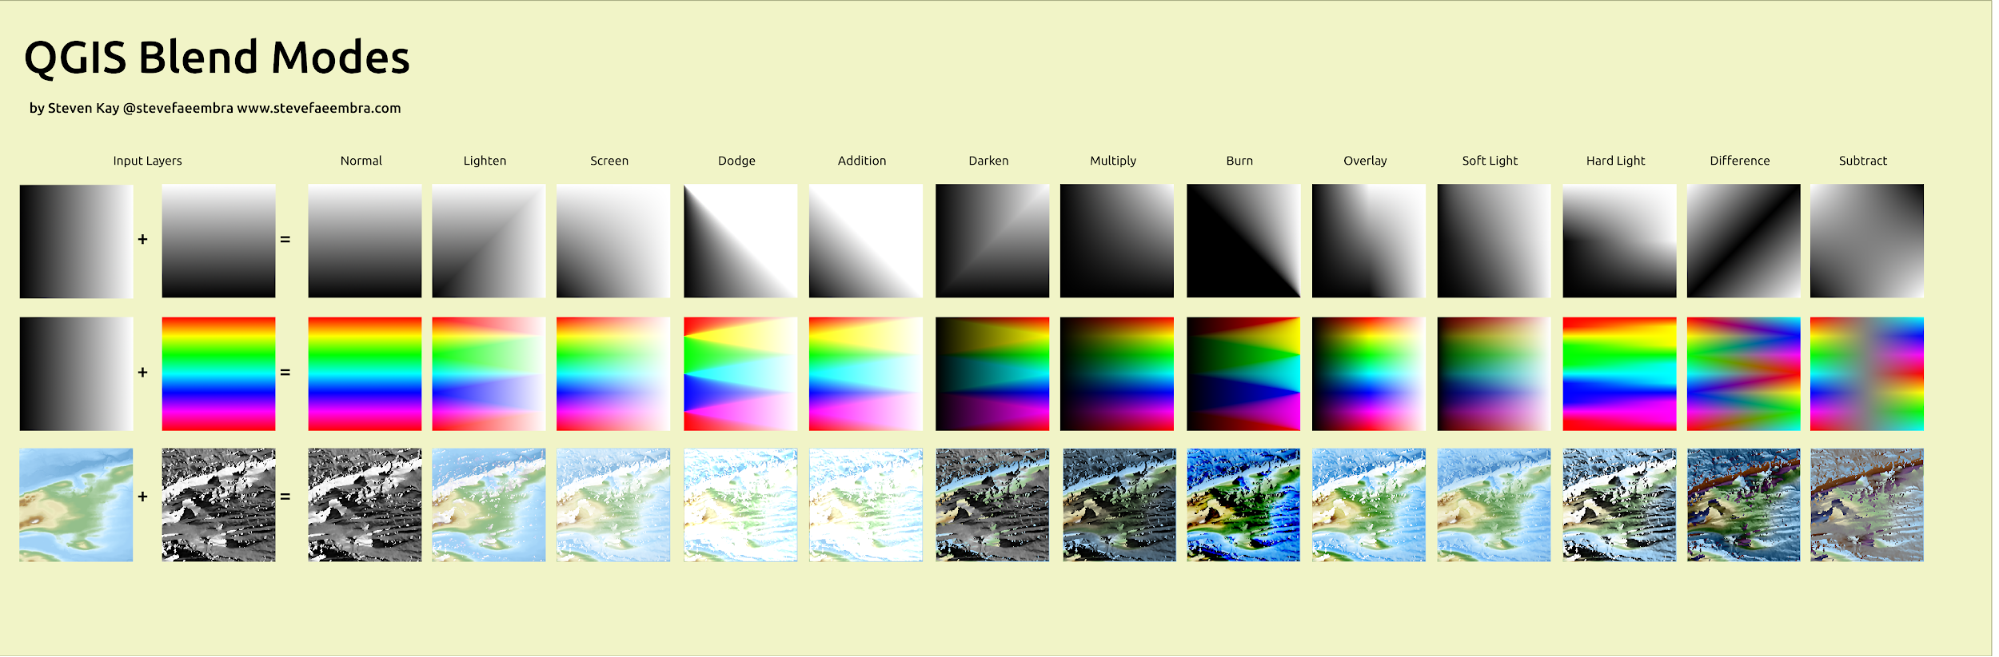 QGIS Blend Modes
by Steven Kay @stevefaeembra www.stevefaeembra.com
Input Layers Normal Lighten Screen Dodge Addition Darken Multiply Burn Overlay Soft Light Hard Light Difference Subtract
+ =
+ =
+ =